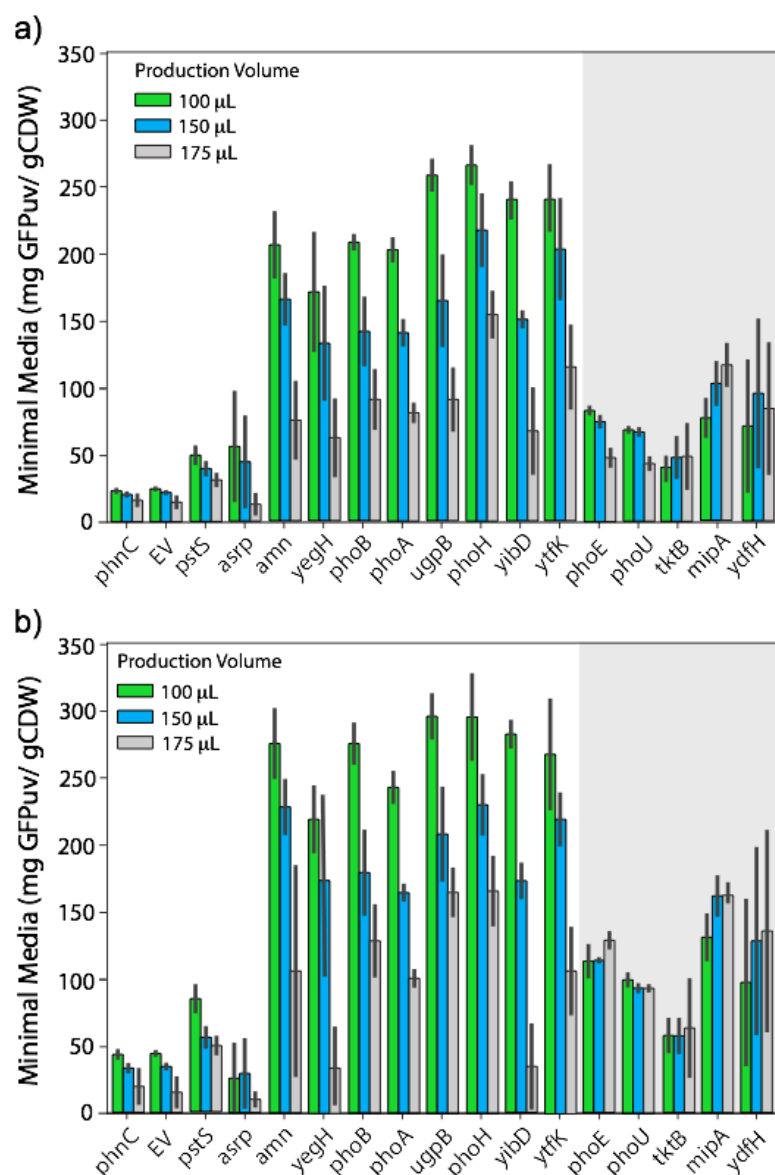 a)
Minimal Media (mg GFPuv/ gCDW)
350
300
250
200
150
100
50
0
Production Volume
100 µL
150 µL
175 µL
phnC
EV
pstS
asrp
amn
yegH
phoB
phoA
ugpB
phoH
yibD
ytfK
phoE
phoU
tktB
mipA
ydfH
b)
Minimal Media (mg GFPuv/ gCDW)
350
300
250
200
150
100
50
0
Production Volume
100 µL
150 µL
175 µL
phnC
EV
pstS
asrp
amn
yegH
phoB
phoA
ugpB
phoH
yibD
ytfK
phoE
phoU
tktB
mipA
ydfH